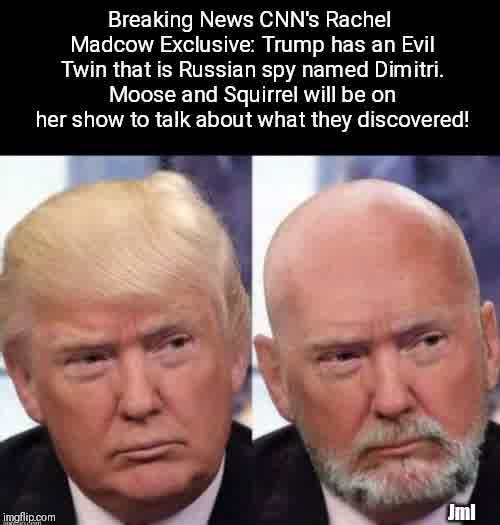 Breaking News CNN's Rachel
Madcow Exclusive: Trump has an Evil
Twin that is Russian spy named Dimitri.
Moose and Squirrel will be on
her show to talk about what they discovered!
Jml
imgflip.com